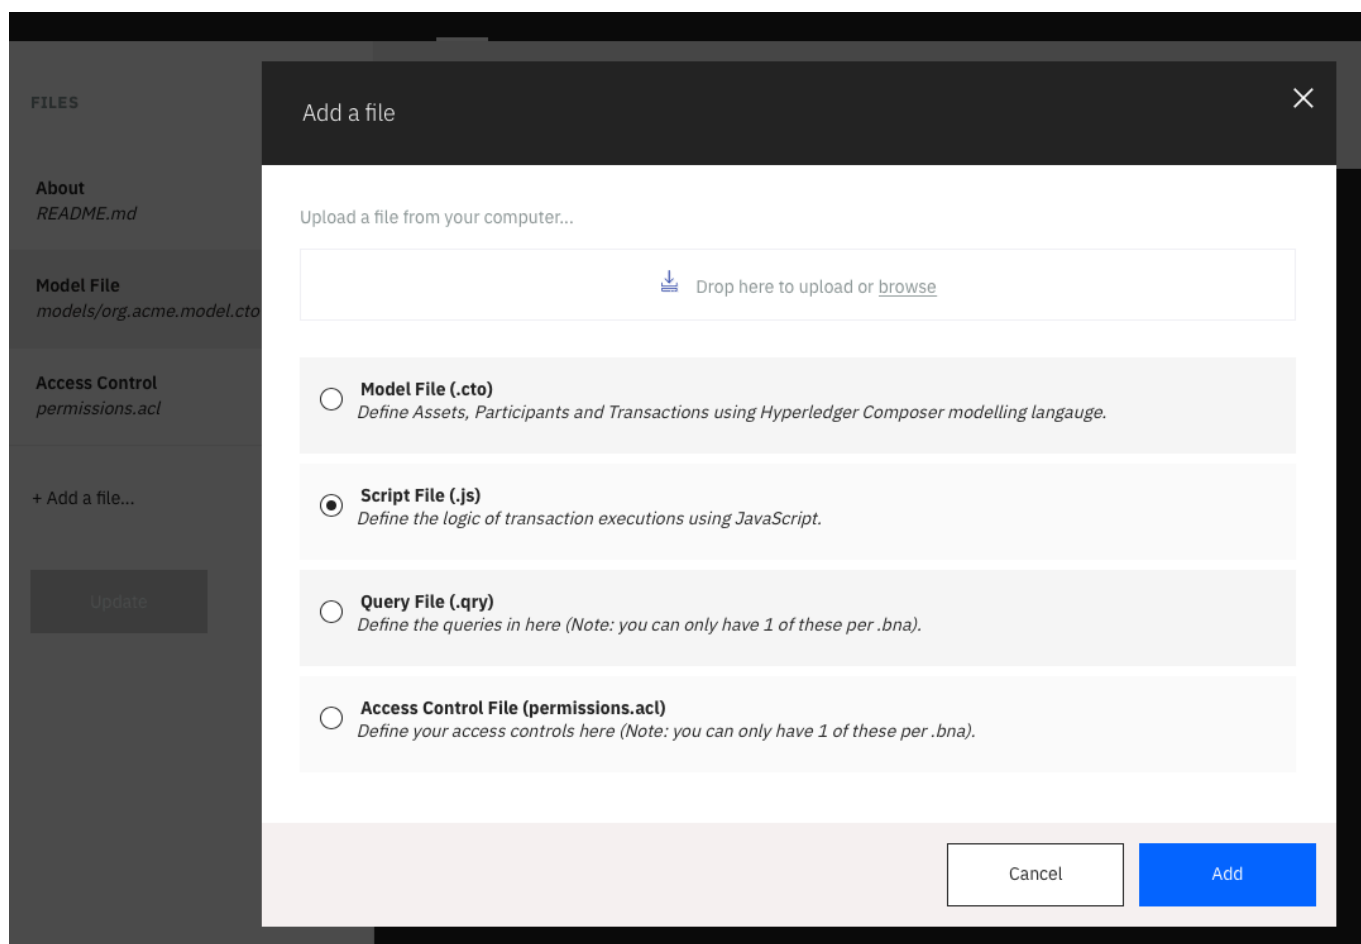 FILES
About
README.md
Model File
models/org.acme.model.cto
Access Control
permissions.acl
+ Add a file...
Update
Add a file
Upload a file from your computer...
Drop here to upload or browse
Model File (.cto)
Define Assets, Participants and Transactions using Hyperledger Composer modelling langauge.
Script File (.js)
Define the logic of transaction executions using JavaScript.
Query File (.qry)
Define the queries in here (Note: you can only have 1 of these per .bna).
Access Control File (permissions.acl)
Define your access controls here (Note: you can only have 1 of these per .bna).
Cancel
Add